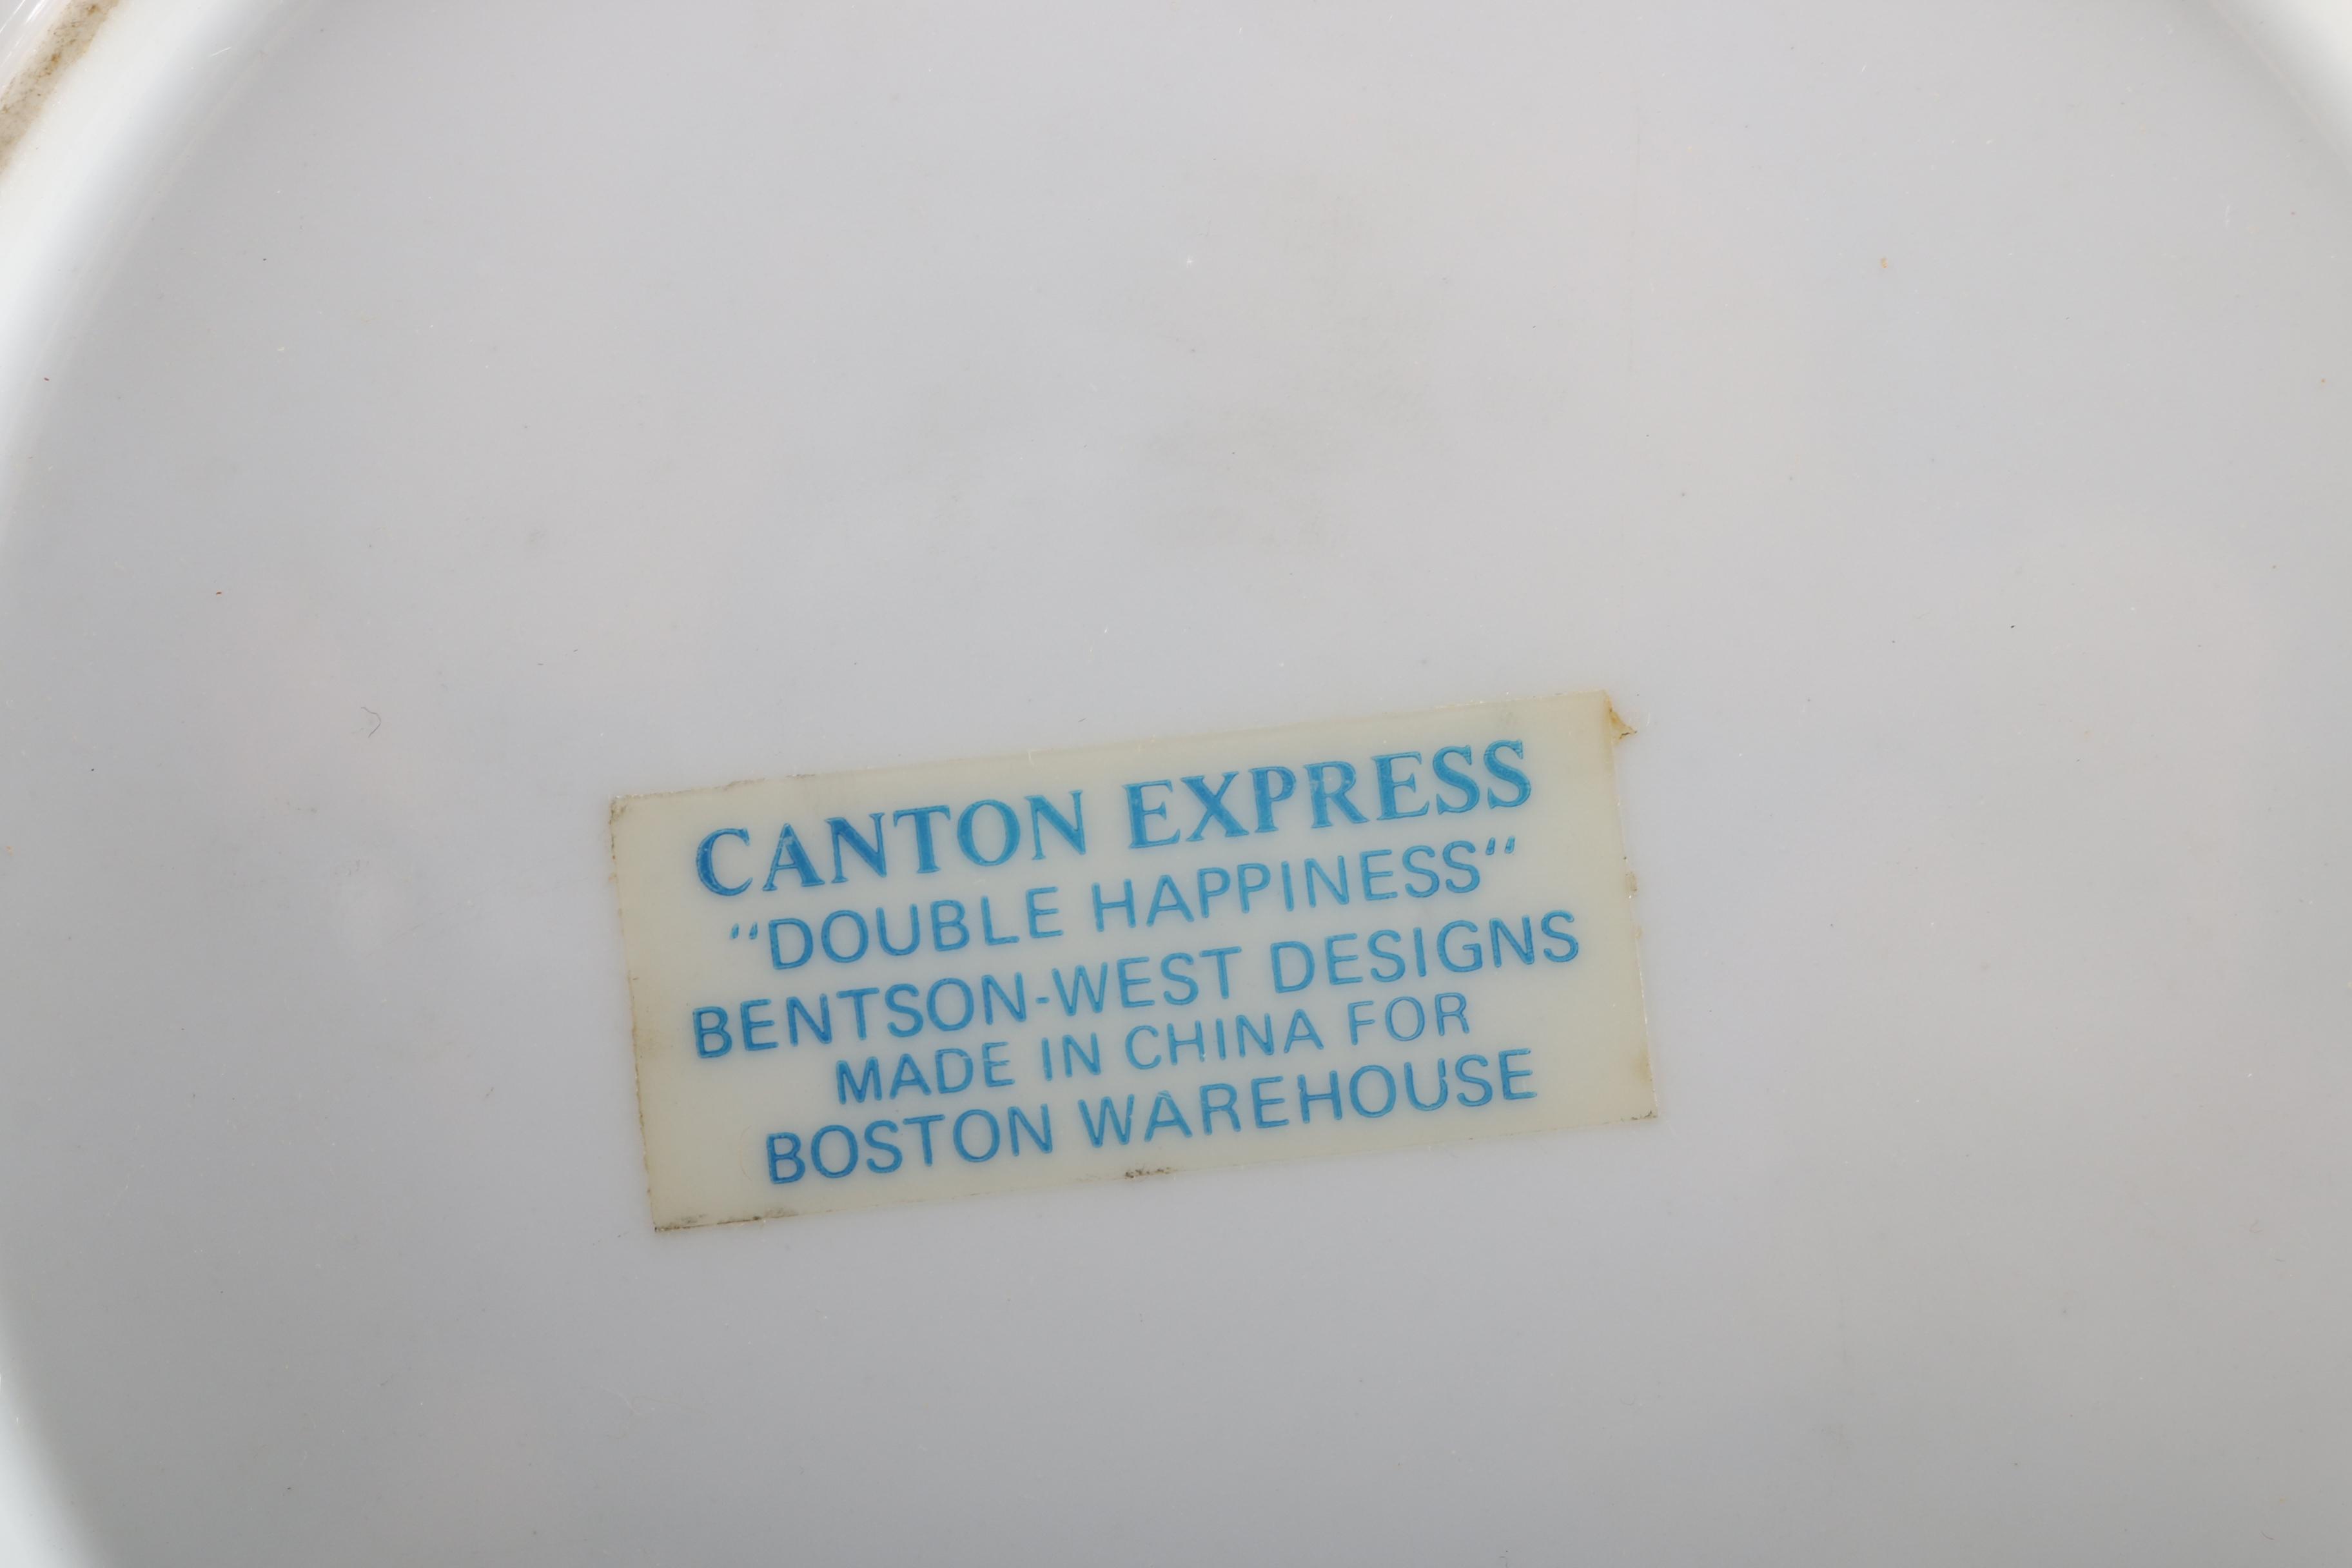 CANTON EXPRESS
“DOUBLE HAPPINESS“
BENTSON-WEST DESIGNS
MADE IN CHINA FOR
BOSTON WAREHOUSE